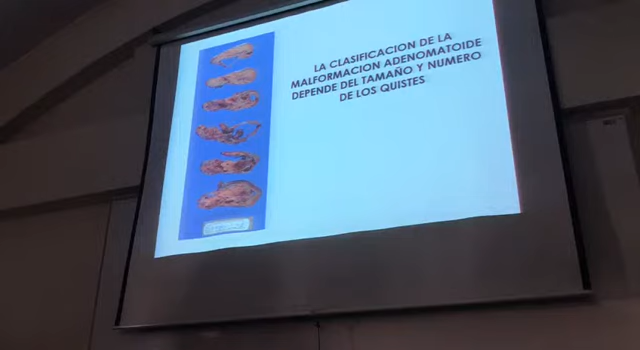 LA CLASIFICACION DE LA
MALFORMACION ADENOMATOIDE
DEPENDE DEL TAMAÑO Y NUMERO
DE LOS QUISTES